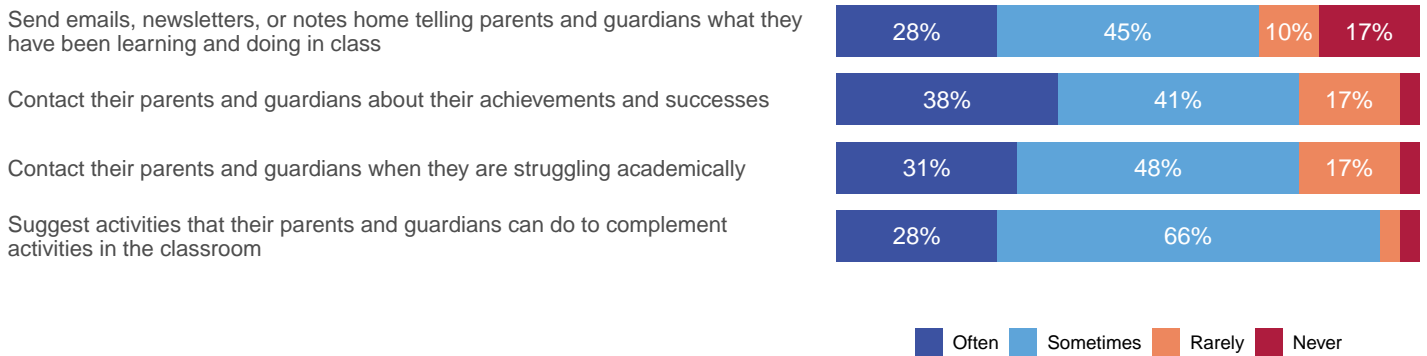 Send emails, newsletters, or notes home telling parents and guardians what they
have been learning and doing in class
28% 45% 10% 17%
Contact their parents and guardians about their achievements and successes
38% 41% 17%
Contact their parents and guardians when they are struggling academically
31% 48% 17%
Suggest activities that their parents and guardians can do to complement
activities in the classroom
28% 66%
Often Sometimes Rarely Never